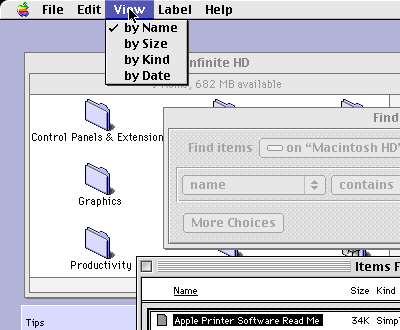 File Edit View Label Help
✓ by Name
by Size
by Kind
by Date
nfinite HD
items, 682 MB available
Control Panels & Extension
Graphics
Productivity
Find
Find items on “Macintosh HD”
name contains
More Choices
Items F
Name Size Kind
Apple Printer Software Read Me 34K Simpl
Tips